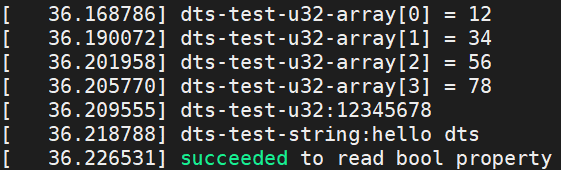 [   36.168786] dts-test-u32-array[0] = 12
[   36.190072] dts-test-u32-array[1] = 34
[   36.201958] dts-test-u32-array[2] = 56
[   36.205770] dts-test-u32-array[3] = 78
[   36.209555] dts-test-u32:12345678
[   36.218788] dts-test-string:hello dts
[   36.226531] succeeded to read bool property